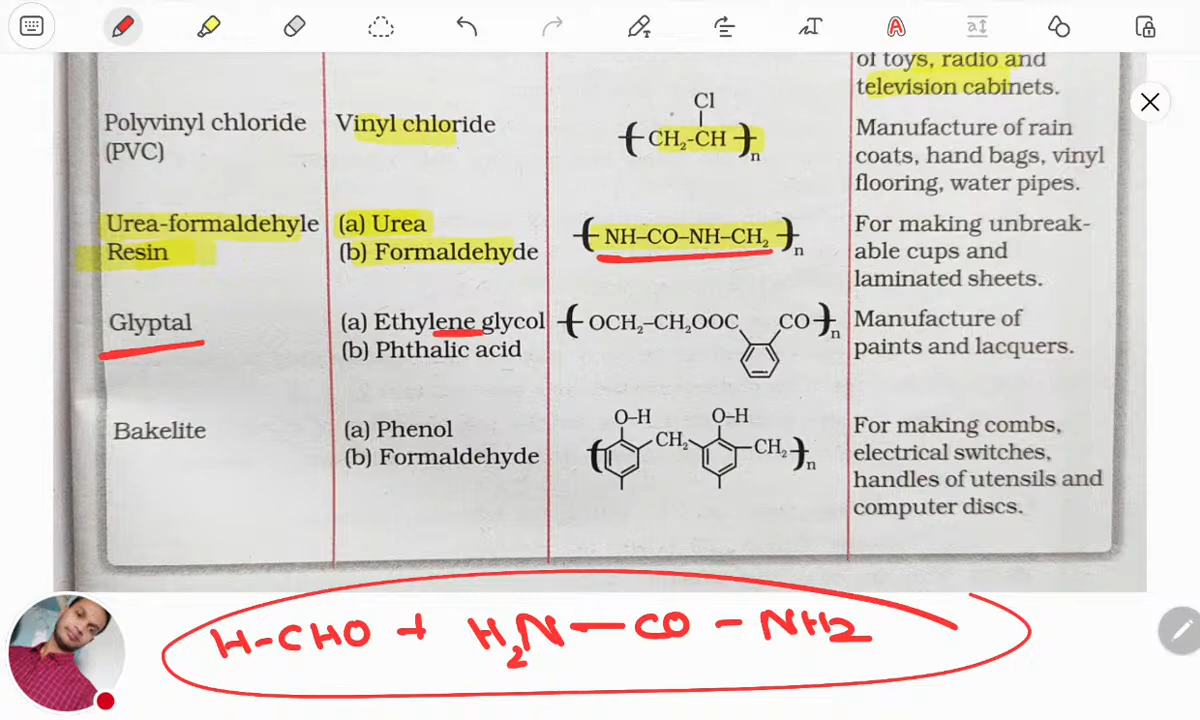 of toys, radio and
television cabinets.
Polyvinyl chloride
(PVC)
Vinyl chloride
Cl
CH₂-CH
n
Manufacture of rain
coats, hand bags, vinyl
flooring, water pipes.
Urea-formaldehyle
Resin
(a) Urea
(b) Formaldehyde
NH–CO–NH–CH₂
n
For making unbreak-
able cups and
laminated sheets.
Glyptal
(a) Ethylene glycol
(b) Phthalic acid
OCH₂–CH₂OOC CO
n
Manufacture of
paints and lacquers.
Bakelite
(a) Phenol
(b) Formaldehyde
O–H O–H
CH₂ CH₂
n
For making combs,
electrical switches,
handles of utensils and
computer discs.
H-CHO + H₂N—CO-NH2